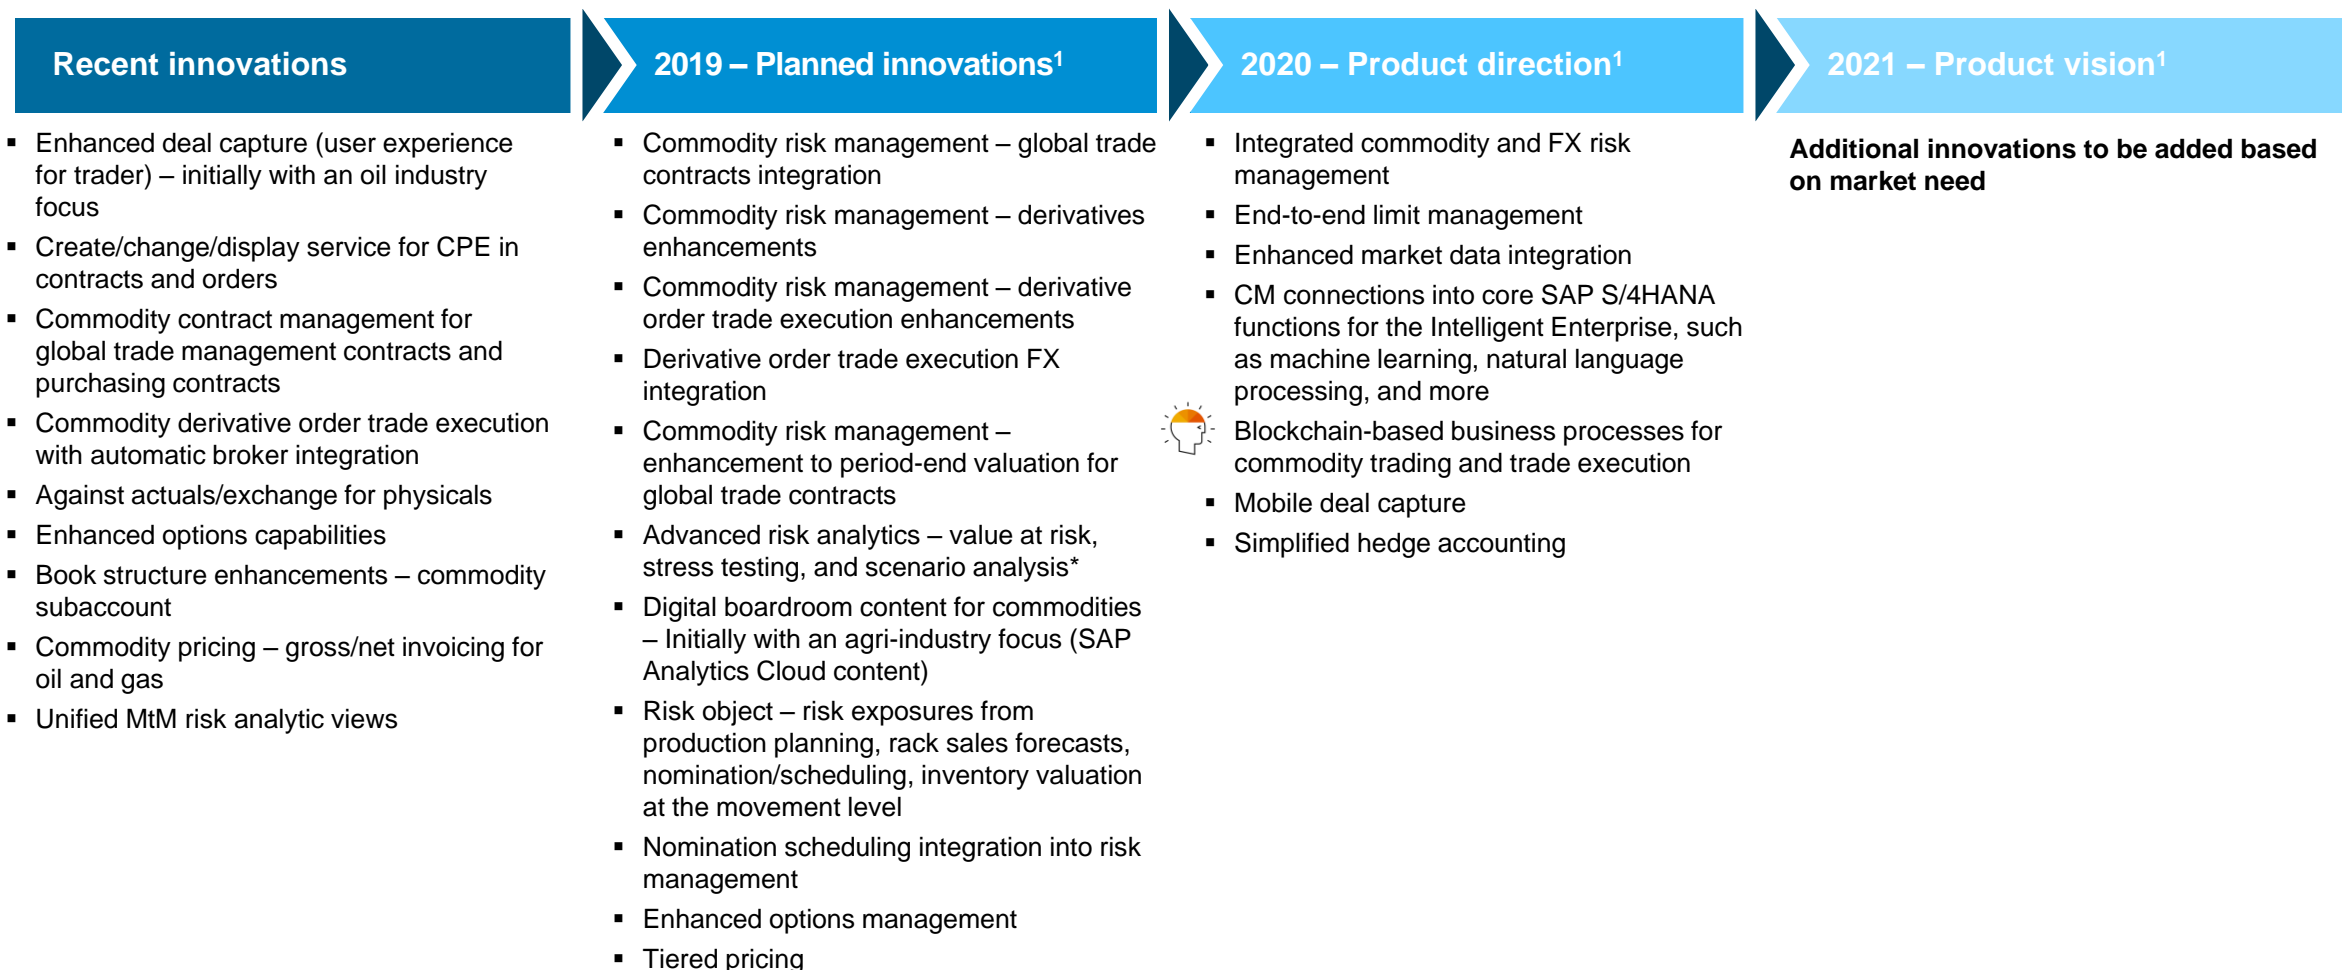 Recent innovations
▪ Enhanced deal capture (user experience
for trader) – initially with an oil industry
focus
▪ Create/change/display service for CPE in
contracts and orders
▪ Commodity contract management for
global trade management contracts and
purchasing contracts
▪ Commodity derivative order trade execution
with automatic broker integration
▪ Against actuals/exchange for physicals
▪ Enhanced options capabilities
▪ Book structure enhancements – commodity
subaccount
▪ Commodity pricing – gross/net invoicing for
oil and gas
▪ Unified MtM risk analytic views
2019 – Planned innovations¹
▪ Commodity risk management – global trade
contracts integration
▪ Commodity risk management – derivatives
enhancements
▪ Commodity risk management – derivative
order trade execution enhancements
▪ Derivative order trade execution FX
integration
▪ Commodity risk management –
enhancement to period-end valuation for
global trade contracts
▪ Advanced risk analytics – value at risk,
stress testing, and scenario analysis*
▪ Digital boardroom content for commodities
– Initially with an agri-industry focus (SAP
Analytics Cloud content)
▪ Risk object – risk exposures from
production planning, rack sales forecasts,
nomination/scheduling, inventory valuation
at the movement level
▪ Nomination scheduling integration into risk
management
▪ Enhanced options management
▪ Tiered pricing
2020 – Product direction¹
▪ Integrated commodity and FX risk
management
▪ End-to-end limit management
▪ Enhanced market data integration
▪ CM connections into core SAP S/4HANA
functions for the Intelligent Enterprise, such
as machine learning, natural language
processing, and more
Blockchain-based business processes for
commodity trading and trade execution
▪ Mobile deal capture
▪ Simplified hedge accounting
2021 – Product vision¹
Additional innovations to be added based
on market need